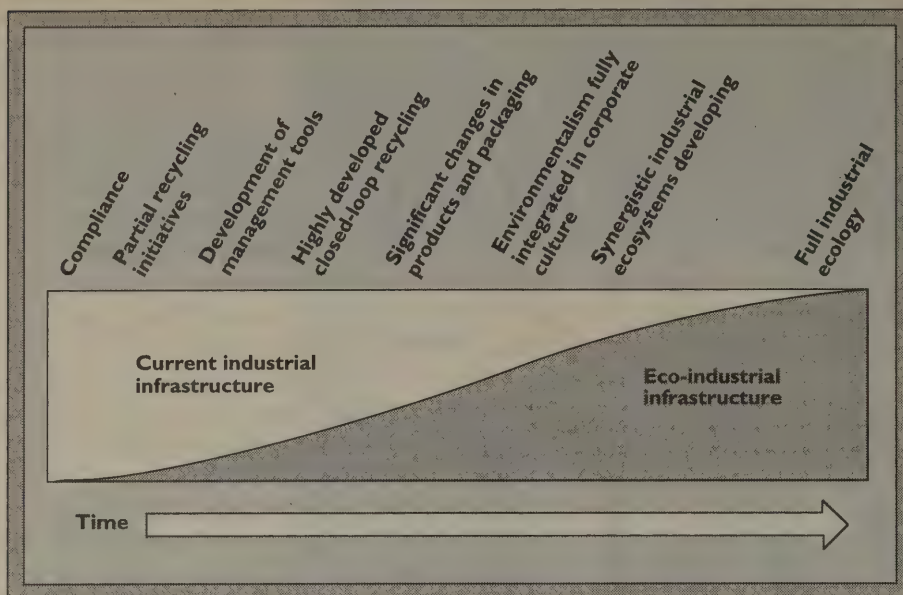 Compliance
Partial recycling
initiatives
Development of
management tools
Highly developed
closed-loop recycling
Significant changes in
products and packaging
Environmentalism fully
integrated in corporate
culture
Synergistic industrial
ecosystems developing
Full industrial
ecology
Current industrial
infrastructure
Eco-industrial
infrastructure
Time